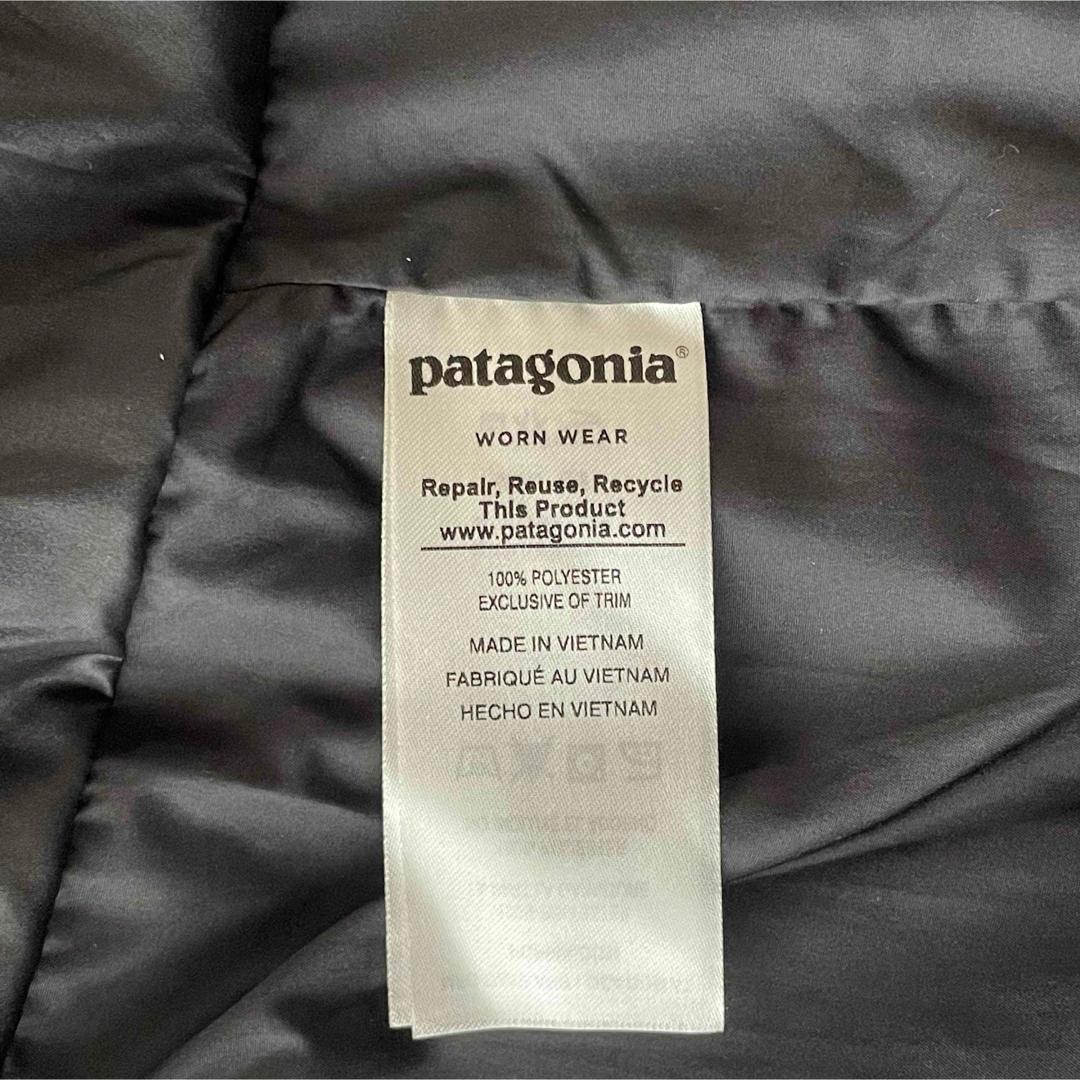 patagonia®
WORN WEAR
Repair, Reuse, Recycle
This Product
www.patagonia.com
100% POLYESTER
EXCLUSIVE OF TRIM
MADE IN VIETNAM
FABRIQUÉ AU VIETNAM
HECHO EN VIETNAM